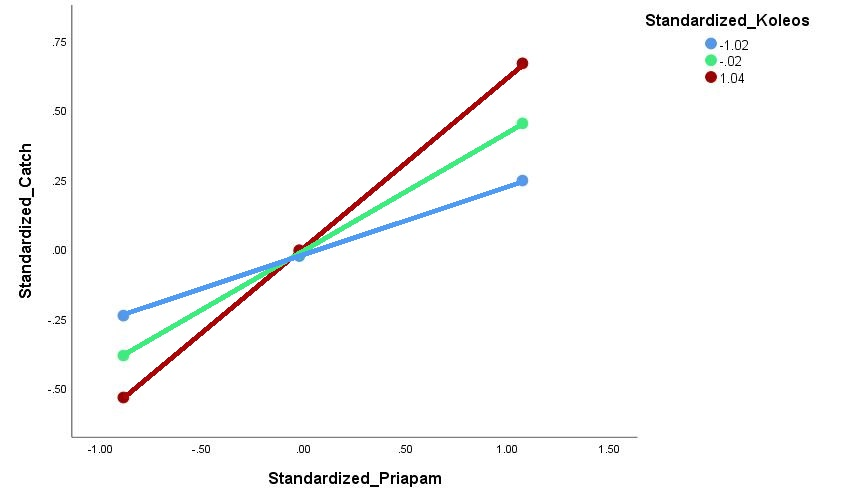 Standardized_Koleos
-1.02
-.02
1.04
.75
.50
.25
.00
-.25
-.50
Standardized_Catch
-1.00 -.50 .00 .50 1.00 1.50
Standardized_Priapam